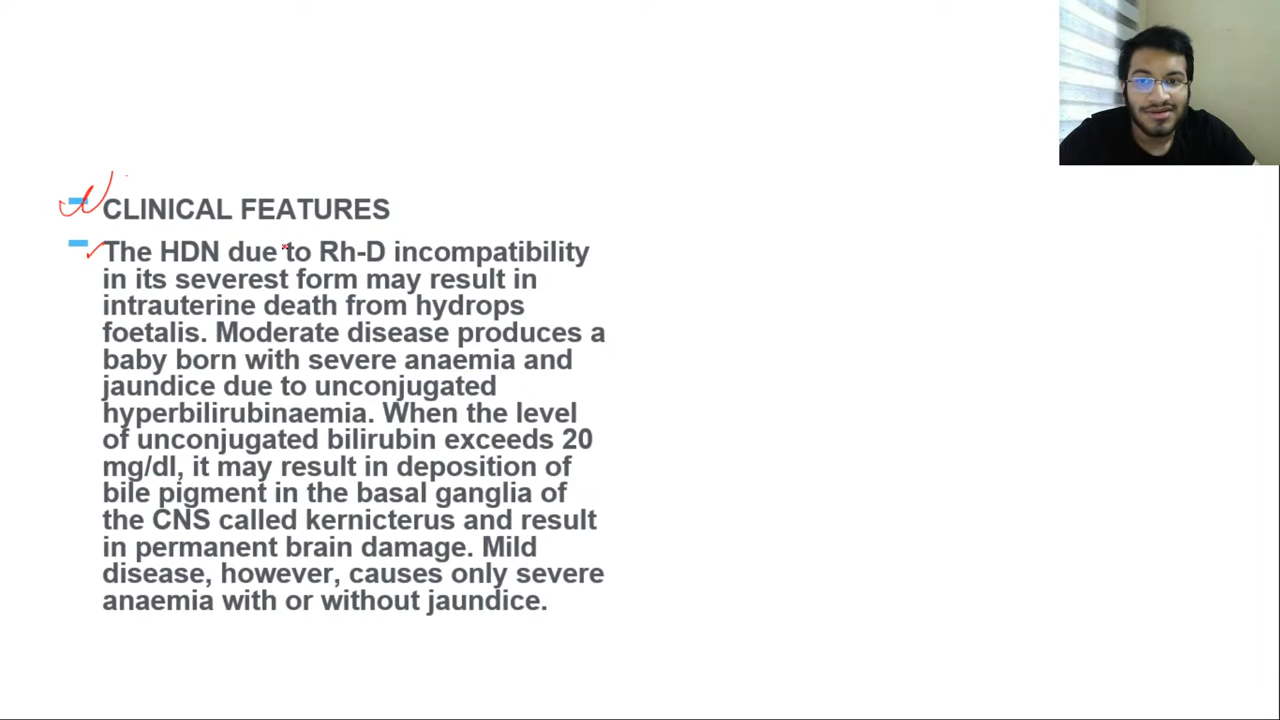 CLINICAL FEATURES
The HDN due to Rh-D incompatibility
in its severest form may result in
intrauterine death from hydrops
foetalis. Moderate disease produces a
baby born with severe anaemia and
jaundice due to unconjugated
hyperbilirubinaemia. When the level
of unconjugated bilirubin exceeds 20
mg/dl, it may result in deposition of
bile pigment in the basal ganglia of
the CNS called kernicterus and result
in permanent brain damage. Mild
disease, however, causes only severe
anaemia with or without jaundice.